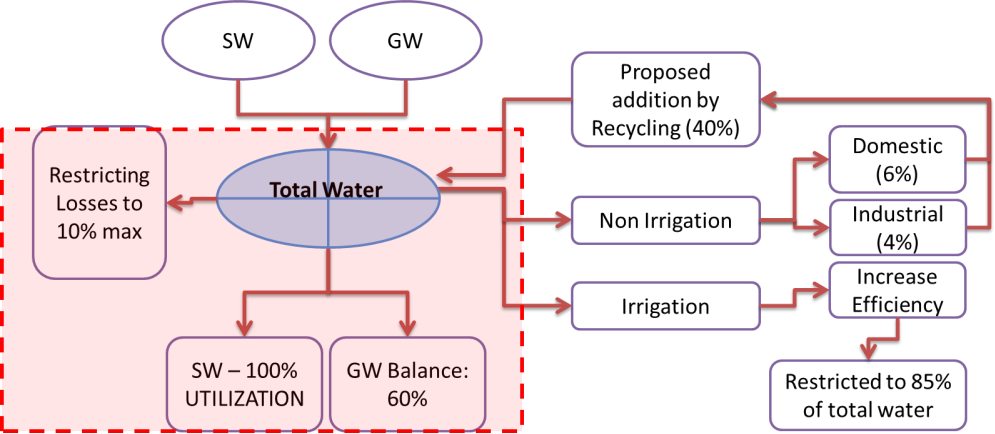 SW
GW
Proposed
addition by
Recycling (40%)
Domestic
(6%)
Restricting
Losses to
10% max
Total Water
Non Irrigation
Industrial
(4%)
Increase
Efficiency
Irrigation
SW – 100%
UTILIZATION
GW Balance:
60%
Restricted to 85%
of total water